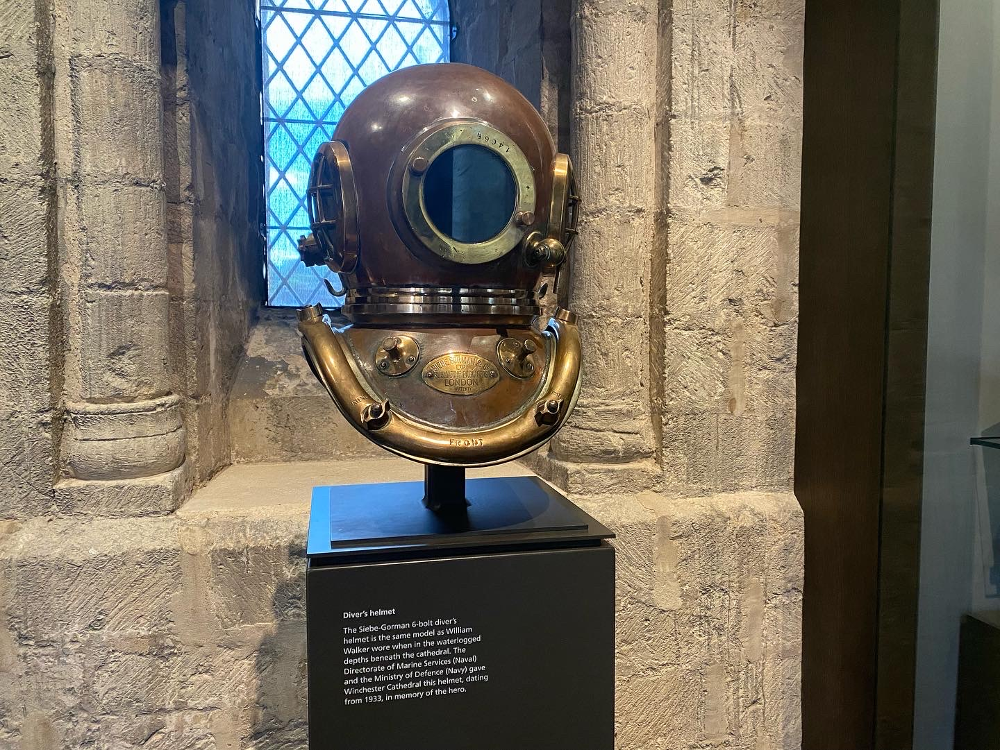 14065
SIEBE GORMAN & CO
LTD
SUBMARINE ENGINEERS
LONDON
PATENT
PATENT
FRONT
Diver's helmet
The Siebe-Gorman 6-bolt diver's
helmet is the same model as William
Walker wore when in the waterlogged
depths beneath the cathedral. The
Directorate of Marine Services (Naval)
and the Ministry of Defence (Navy) gave
Winchester Cathedral this helmet, dating
from 1933, in memory of the hero.